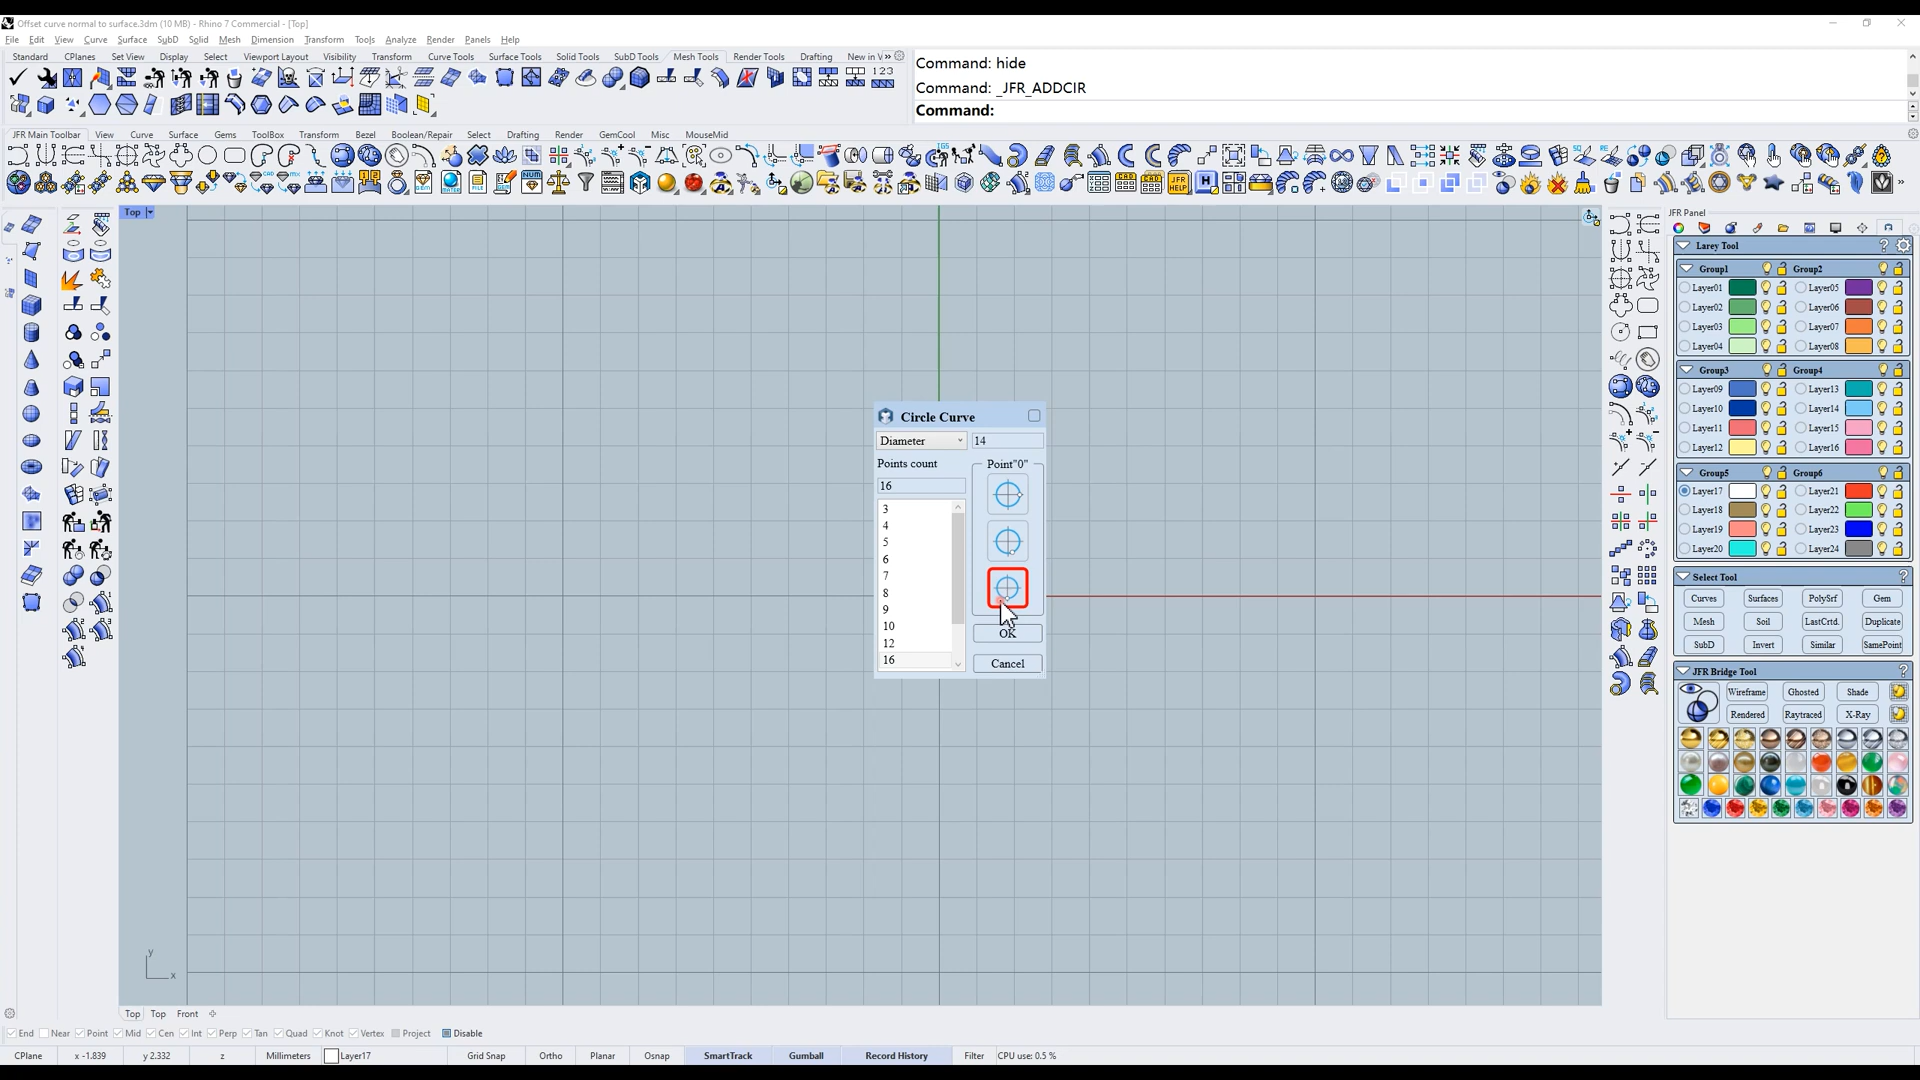 Offset curve normal to surface.3dm (10 MB) - Rhino 7 Commercial - [Top]
File Edit View Curve Surface SubD Solid Mesh Dimension Transform Tools Analyze Render Panels Help
Standard CPlanes Set View Display Select Viewport Layout Visibility Transform Curve Tools Surface Tools Solid Tools SubD Tools Mesh Tools Render Tools Drafting New in V
Command: hide
Command: _JFR_ADDCIR
Command:
JFR Main Toolbar View Curve Surface Gems ToolBox Transform Bezel Boolean/Repair Select Drafting Render GemCool Misc MouseMid
Top
JFR Panel
Larey Tool
Group1 Group2
Layer01 Layer05
Layer02 Layer06
Layer03 Layer07
Layer04 Layer08
Group3 Group4
Layer09 Layer13
Layer10 Layer14
Layer11 Layer15
Layer12 Layer16
Group5 Group6
Layer17 Layer21
Layer18 Layer22
Layer19 Layer23
Layer20 Layer24
Select Tool
Curves Surfaces PolySrf Gem
Mesh Soil LastCrtd. Duplicate
SubD Invert Similar SamePoint
JFR Bridge Tool
Wireframe Ghosted Shade
Rendered Raytraced X-Ray
Circle Curve
Diameter 14
Points count Point"0"
16
3
4
5
6
7
8
9
10
12
16
OK
Cancel
y
x
Top Top Front
End Near Point Mid Cen Int Perp Tan Quad Knot Vertex Project Disable
CPlane x -1.839 y 2.332 z Millimeters Layer17 Grid Snap Ortho Planar Osnap SmartTrack Gumball Record History Filter CPU use: 0.5 %